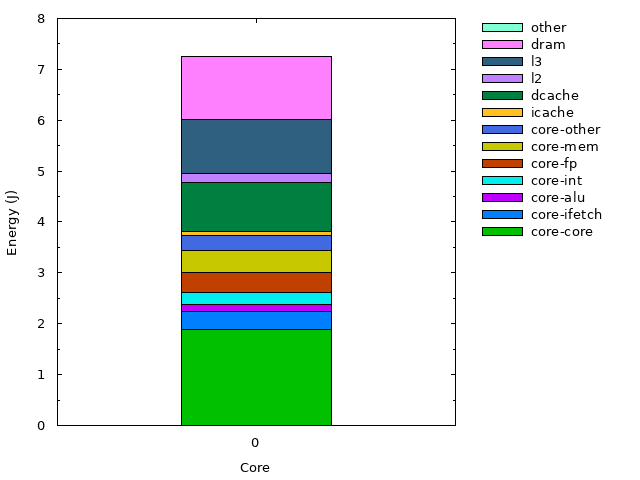 8
7
6
5
4
3
2
1
0
Energy (J)
0
Core
other
dram
l3
l2
dcache
icache
core-other
core-mem
core-fp
core-int
core-alu
core-ifetch
core-core